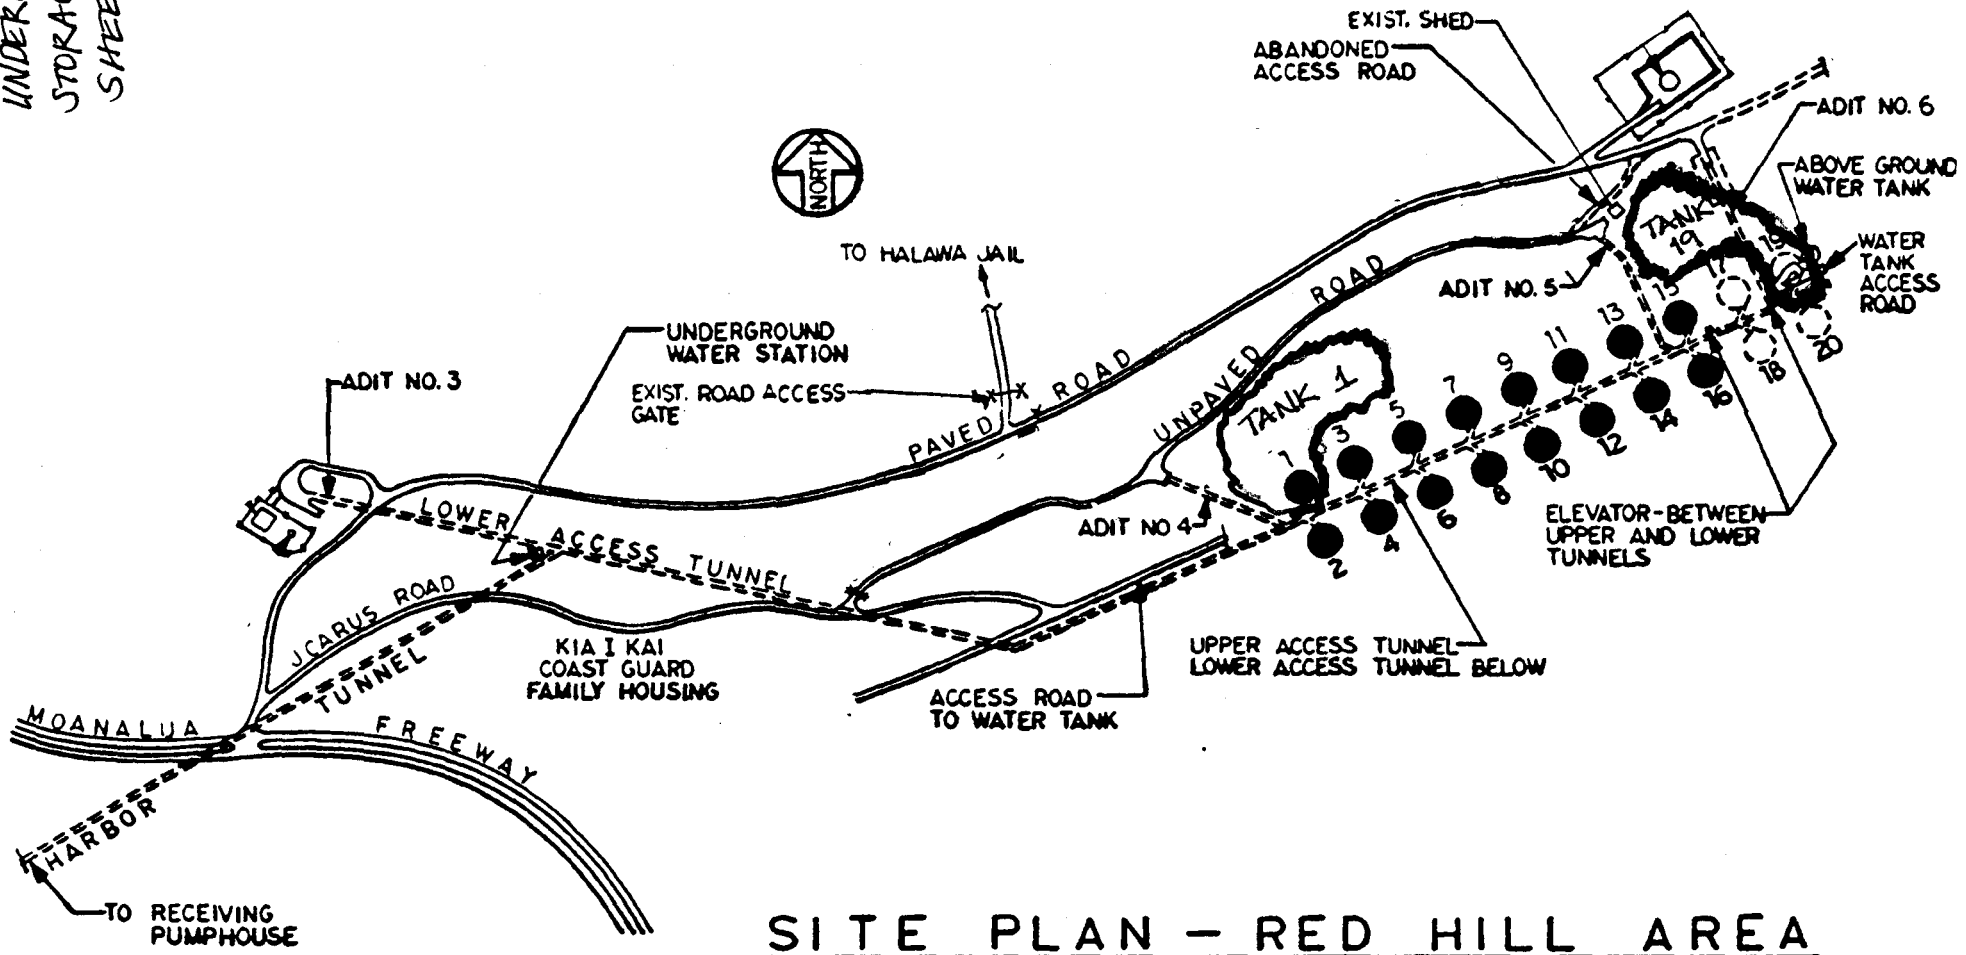 EXIST. SHED
ABANDONED
ACCESS ROAD
ADIT NO. 6
ABOVE GROUND
WATER TANK
NORTH
TANK
19
WATER
TANK
ACCESS
ROAD
TO HALAWA JAIL
ADIT NO. 5
UNDERGROUND
WATER STATION
ADIT NO. 3
EXIST. ROAD ACCESS
GATE
PAVED ROAD
UNPAVED ROAD
TANK 1
1
3
5
7
9
11
13
15
17
19
2
4
6
8
10
12
14
16
18
20
LOWER ACCESS TUNNEL
ADIT NO 4
ELEVATOR-BETWEEN
UPPER AND LOWER
TUNNELS
ICARUS ROAD
TUNNEL
KIA I KAI
COAST GUARD
FAMILY HOUSING
UPPER ACCESS TUNNEL
LOWER ACCESS TUNNEL BELOW
ACCESS ROAD
TO WATER TANK
MOANALUA FREEWAY
HARBOR
TO RECEIVING
PUMPHOUSE
SITE PLAN - RED HILL AREA